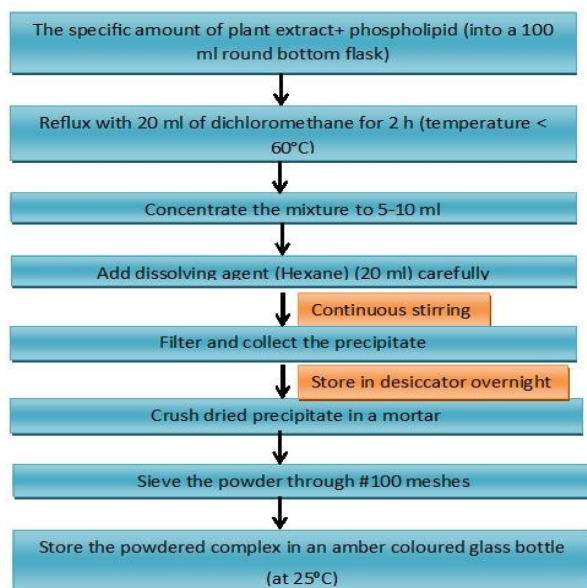 The specific amount of plant extract+ phospholipid (into a 100
ml round bottom flask)
Reflux with 20 ml of dichloromethane for 2 h (temperature <
60°C)
Concentrate the mixture to 5-10 ml
Add dissolving agent (Hexane) (20 ml) carefully
Continuous stirring
Filter and collect the precipitate
Store in desiccator overnight
Crush dried precipitate in a mortar
Sieve the powder through #100 meshes
Store the powdered complex in an amber coloured glass bottle
(at 25ºC)